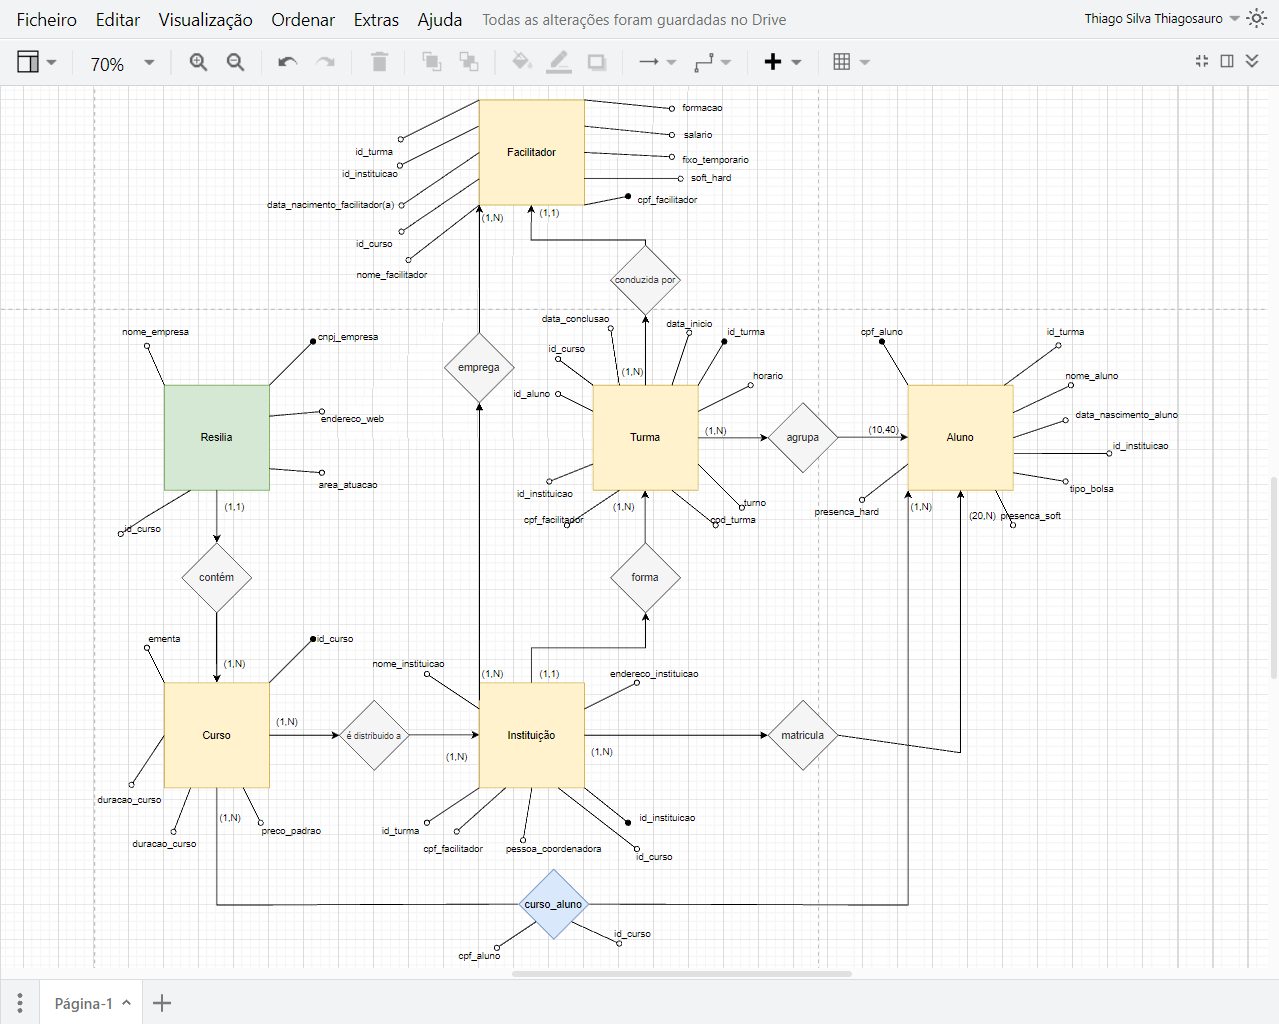 Ficheiro Editar Visualização Ordenar Extras Ajuda Todas as alterações foram guardadas no Drive Thiago Silva Thiagosauro
70%
Facilitador
id_turma
id_instituicao
data_nacimento_facilitador(a)
id_curso
nome_facilitador
formacao
salario
fixo_temporario
soft_hard
cpf_facilitador
(1,N)
(1,1)
conduzida por
emprega
nome_empresa
cnpj_empresa
Resilia
endereco_web
area_atuacao
id_curso
(1,1)
contém
(1,N)
data_conclusao
data_inicio
id_turma
id_curso
(1,N)
horario
id_aluno
Turma
(1,N)
id_instituicao
cpf_facilitador
(1,N)
turno
cpd_turma
agrupa
(10,40)
cpf_aluno
id_turma
nome_aluno
data_nascimento_aluno
Aluno
id_instituicao
tipo_bolsa
presenca_hard
(1,N)
(20,N)
presenca_soft
forma
ementa
id_curso
Curso
(1,N)
duracao_curso
duracao_curso
(1,N)
preco_padrao
é distribuido a
(1,N)
nome_instituicao
(1,N)
(1,1)
endereco_instituicao
Instituição
(1,N)
id_turma
cpf_facilitador
pessoa_coordenadora
id_instituicao
id_curso
matricula
curso_aluno
cpf_aluno
id_curso
Página-1